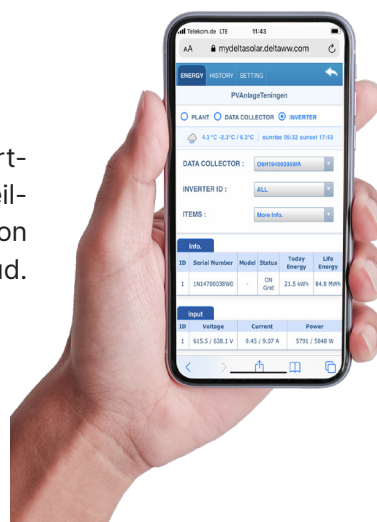 Telekom.de LTE 11:43
AA mydeltasolar.deltaww.com
ENERGY HISTORY SETTING
PVAnlageTeningen
PLANT DATA COLLECTOR INVERTER
4.3 °C -2.3°C / 6.2°C sunrise 09:32 sunset 17:43
rt-
DATA COLLECTOR :
eil-
INVERTER ID : ALL
on
ITEMS : More Info.
ud.
Info.
ID Serial Number Model Status Today Energy Life Energy
1 1N14700036W0 - ON Grid 21.5 kWh 84.8 MWh
Input
ID Voltage Current Power
1 615.5 / 638.1 V 9.45 / 9.07 A 5791 / 5848 W